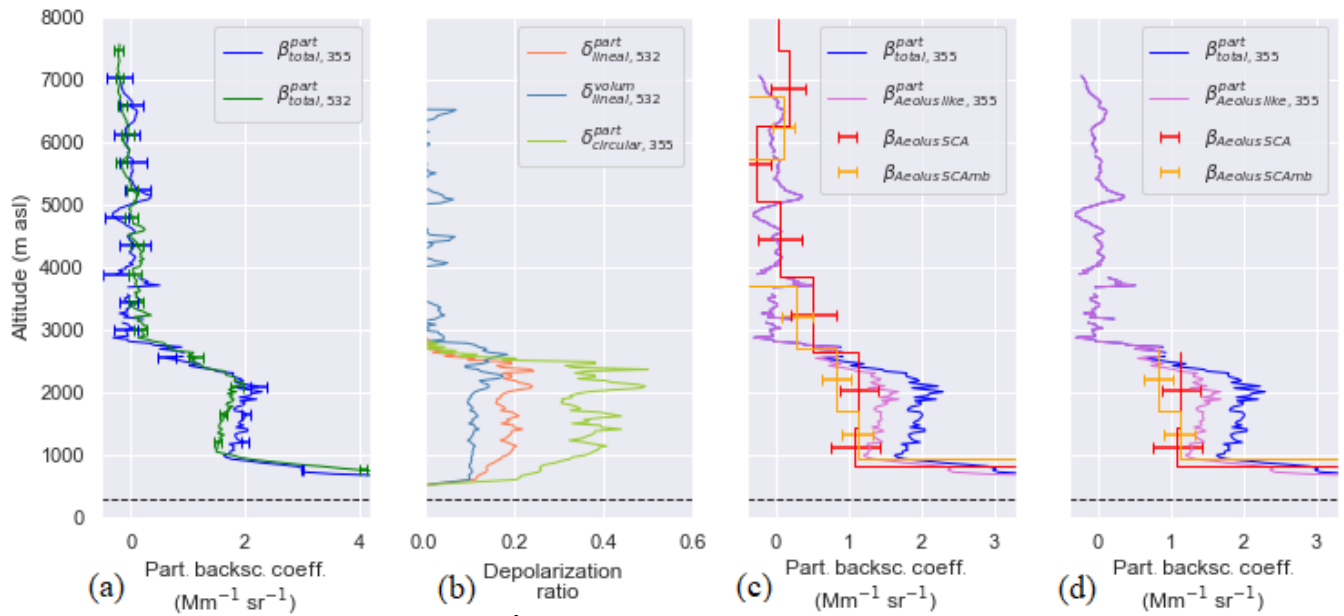 8000
7000
6000
5000
4000
3000
2000
1000
0
Altitude (m asl)
β^part_total, 355
β^part_total, 532
0 2 4
(a) Part. backsc. coeff.
(Mm⁻¹ sr⁻¹)
δ^part_lineal, 532
δ^volum_lineal, 532
δ^part_circular, 355
0.0 0.2 0.4 0.6
(b) Depolarization
ratio
β^part_total, 355
β^part_Aeolus like, 355
β_Aeolus SCA
β_Aeolus SCAmb
0 1 2 3
(c) Part. backsc. coeff.
(Mm⁻¹ sr⁻¹)
β^part_total, 355
β^part_Aeolus like, 355
β_Aeolus SCA
β_Aeolus SCAmb
0 1 2 3
(d) Part. backsc. coeff.
(Mm⁻¹ sr⁻¹)